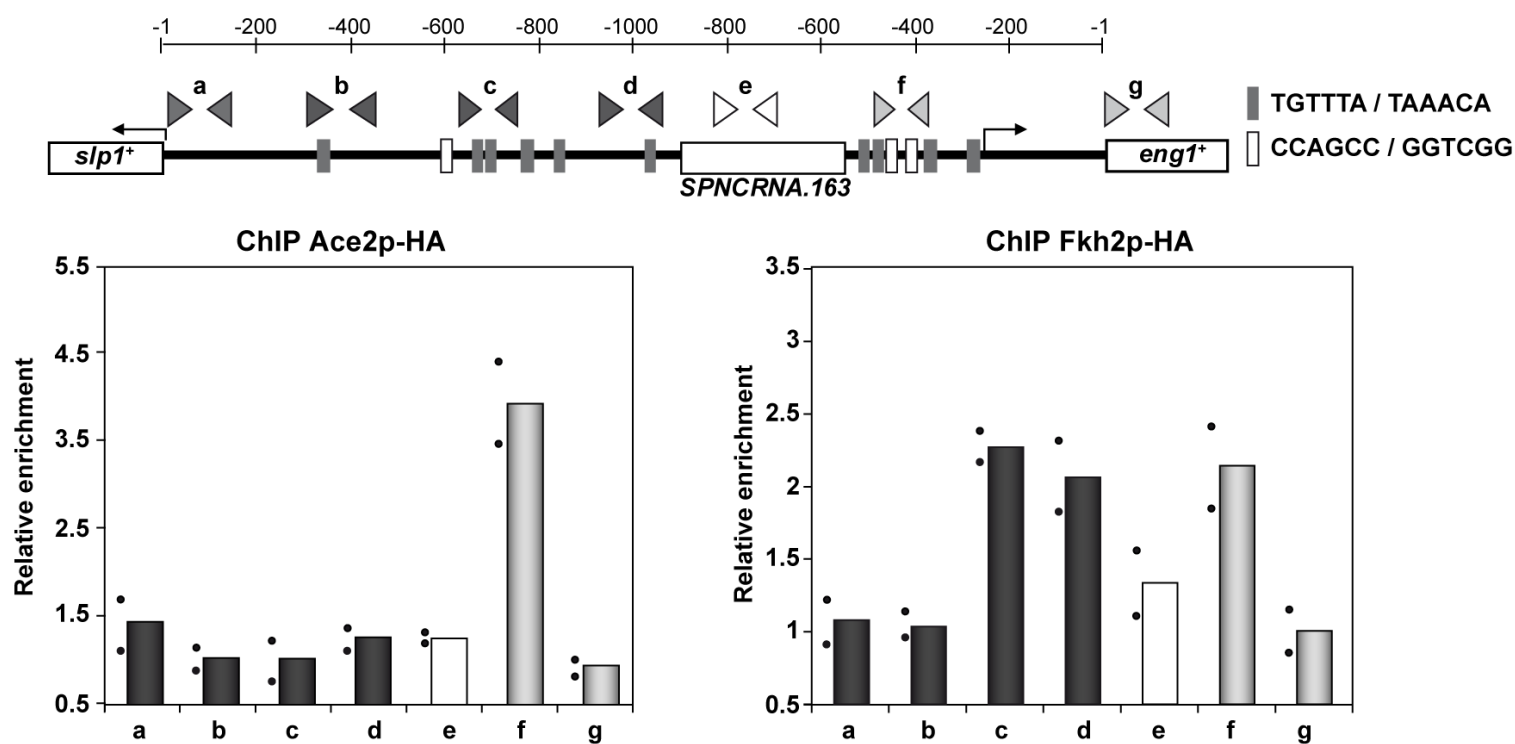 -1 -200 -400 -600 -800 -1000 -800 -600 -400 -200 -1
a b c d e f g
TGTTTA / TAAACA
slp1+ eng1+ CCAGCC / GGTCGG
SPNCRNA.163
ChIP Ace2p-HA
Relative enrichment
5.5
4.5
3.5
2.5
1.5
0.5
a b c d e f g
ChIP Fkh2p-HA
Relative enrichment
3.5
3
2.5
2
1.5
1
0.5
a b c d e f g